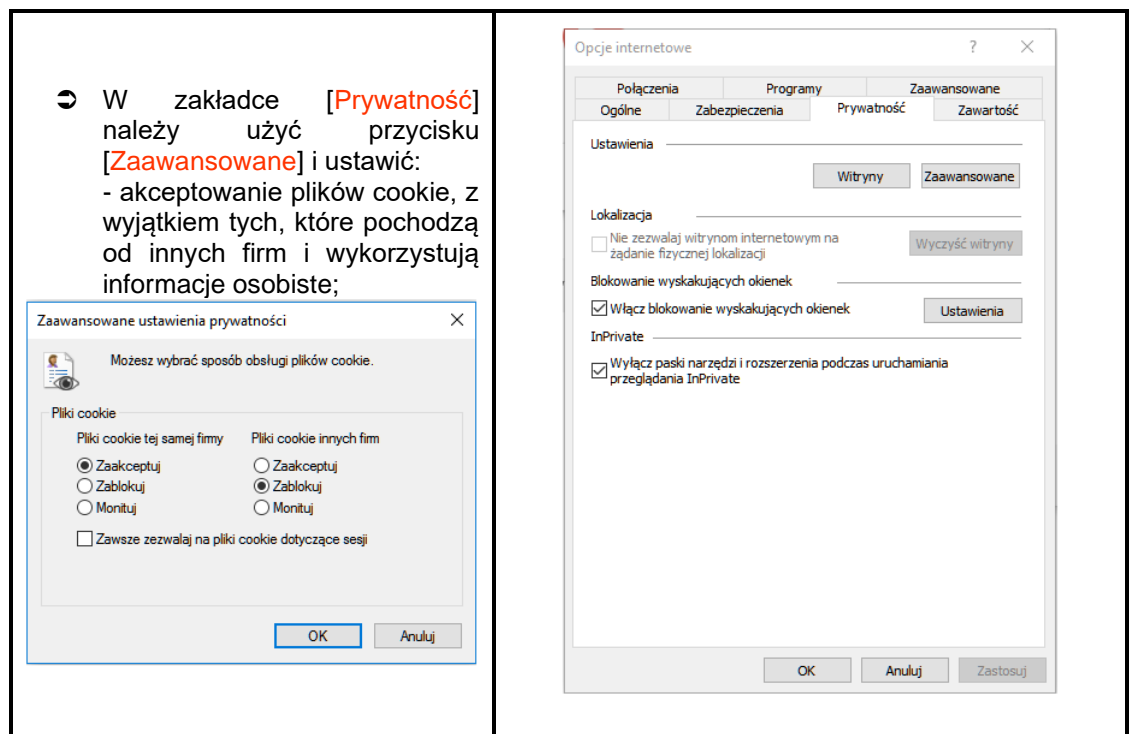 ➲ W zakładce [Prywatność]
należy użyć przycisku
[Zaawansowane] i ustawić:
- akceptowanie plików cookie, z
wyjątkiem tych, które pochodzą
od innych firm i wykorzystują
informacje osobiste;
Zaawansowane ustawienia prywatności
Możesz wybrać sposób obsługi plików cookie.
Pliki cookie
Pliki cookie tej samej firmy Pliki cookie innych firm
Zaakceptuj Zaakceptuj
Zablokuj Zablokuj
Monituj Monituj
Zawsze zezwalaj na pliki cookie dotyczące sesji
OK Anuluj
Opcje internetowe ?
Połączenia Programy Zaawansowane
Ogólne Zabezpieczenia Prywatność Zawartość
Ustawienia
Witryny Zaawansowane
Lokalizacja
Nie zezwalaj witrynom internetowym na
żądanie fizycznej lokalizacji
Wyczyść witryny
Blokowanie wyskakujących okienek
Włącz blokowanie wyskakujących okienek Ustawienia
InPrivate
Wyłącz paski narzędzi i rozszerzenia podczas uruchamiania
przeglądania InPrivate
OK Anuluj Zastosuj